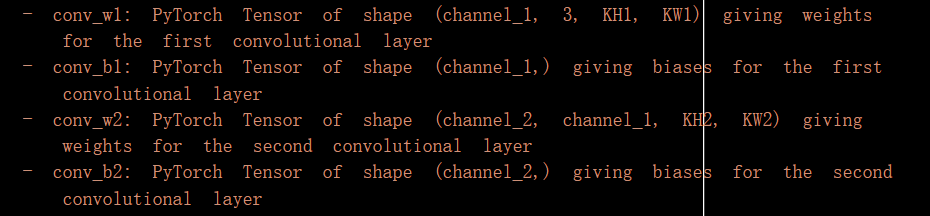 - conv_w1: PyTorch Tensor of shape (channel_1, 3, KH1, KW1) giving weights
for the first convolutional layer
- conv_b1: PyTorch Tensor of shape (channel_1,) giving biases for the first
convolutional layer
- conv_w2: PyTorch Tensor of shape (channel_2, channel_1, KH2, KW2) giving
weights for the second convolutional layer
- conv_b2: PyTorch Tensor of shape (channel_2,) giving biases for the second
convolutional layer